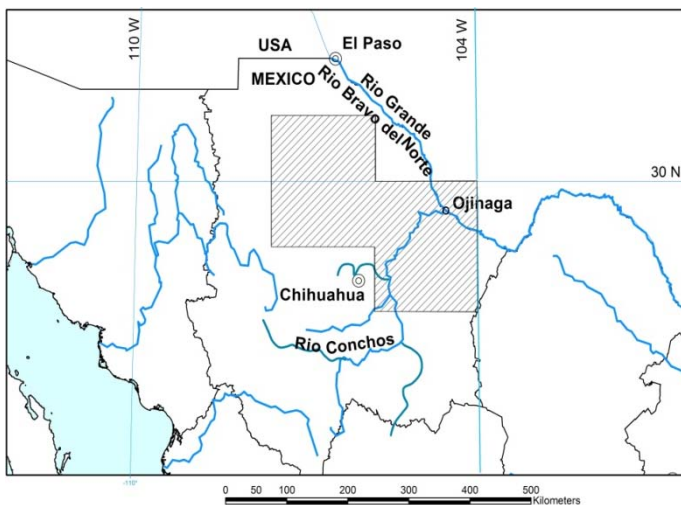 110 W
104 W
USA
El Paso
MEXICO
Rio Grande
Rio Bravo del Norte
30 N
Ojinaga
Chihuahua
Rio Conchos
-110°
0 50 100 200 300 400 500
Kilometers